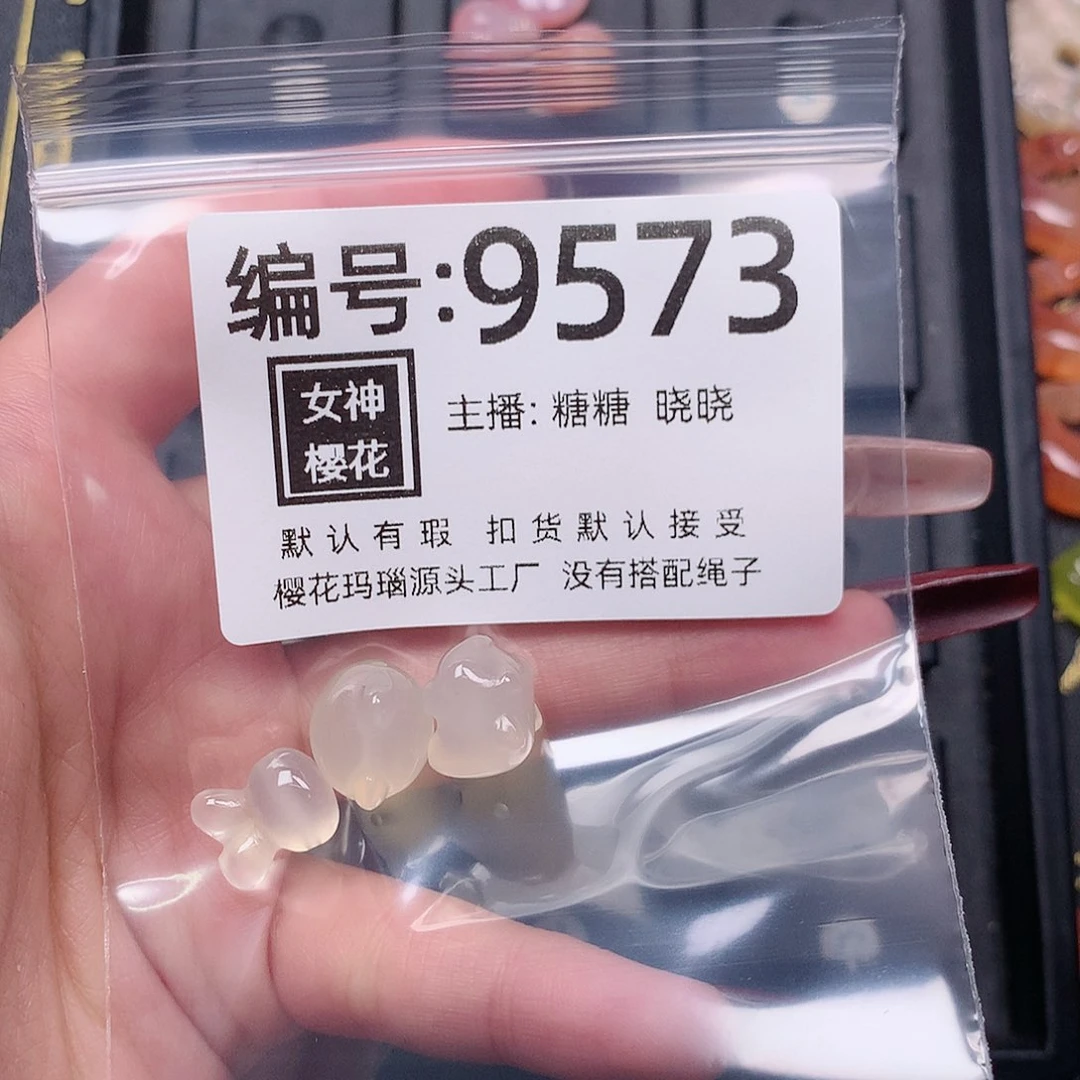 编号:9573
女神
樱花
主播: 糖糖 晓晓
默认有瑕 扣货默认接受
樱花玛瑙源头工厂 没有搭配绳子